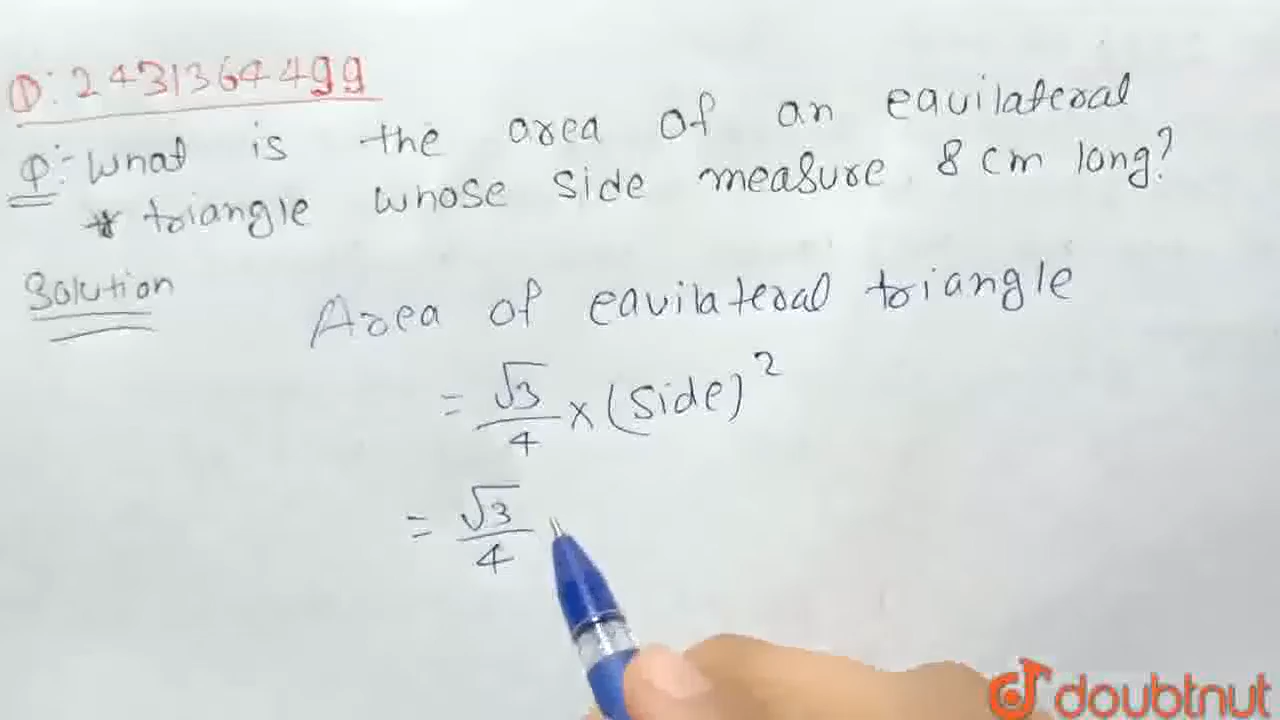 ①: 2431364499
Q:- what is the area of an equilateral
* triangle whose side measure 8 cm long?
Solution
Area of equilateral triangle
= √3/4 × (side)²
= √3/4
doubtnut